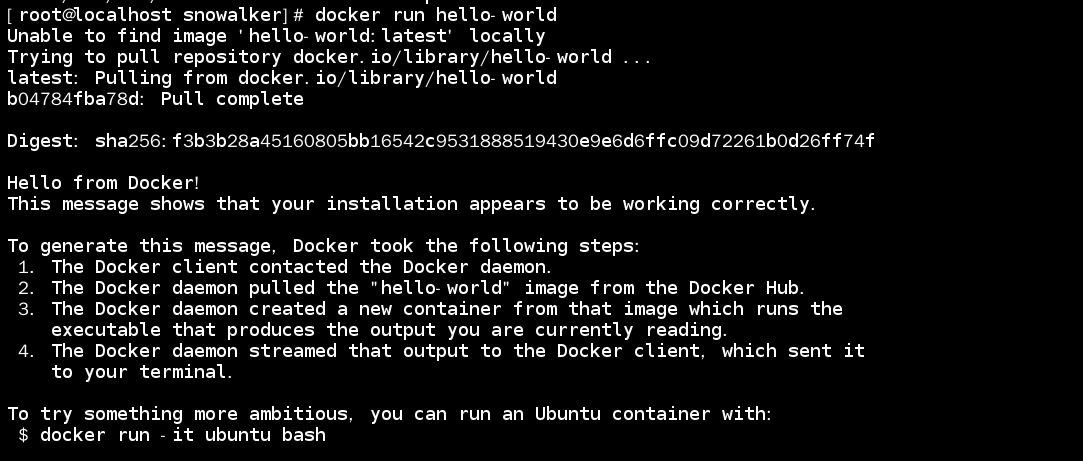 [root@localhost snowalker]# docker run hello-world
Unable to find image 'hello-world:latest' locally
Trying to pull repository docker.io/library/hello-world ...
latest: Pulling from docker.io/library/hello-world
b04784fba78d: Pull complete
Digest: sha256:f3b3b28a45160805bb16542c9531888519430e9e6d6ffc09d72261b0d26ff74f
Hello from Docker!
This message shows that your installation appears to be working correctly.
To generate this message, Docker took the following steps:
1. The Docker client contacted the Docker daemon.
2. The Docker daemon pulled the "hello-world" image from the Docker Hub.
3. The Docker daemon created a new container from that image which runs the
executable that produces the output you are currently reading.
4. The Docker daemon streamed that output to the Docker client, which sent it
to your terminal.
To try something more ambitious, you can run an Ubuntu container with:
$ docker run -it ubuntu bash